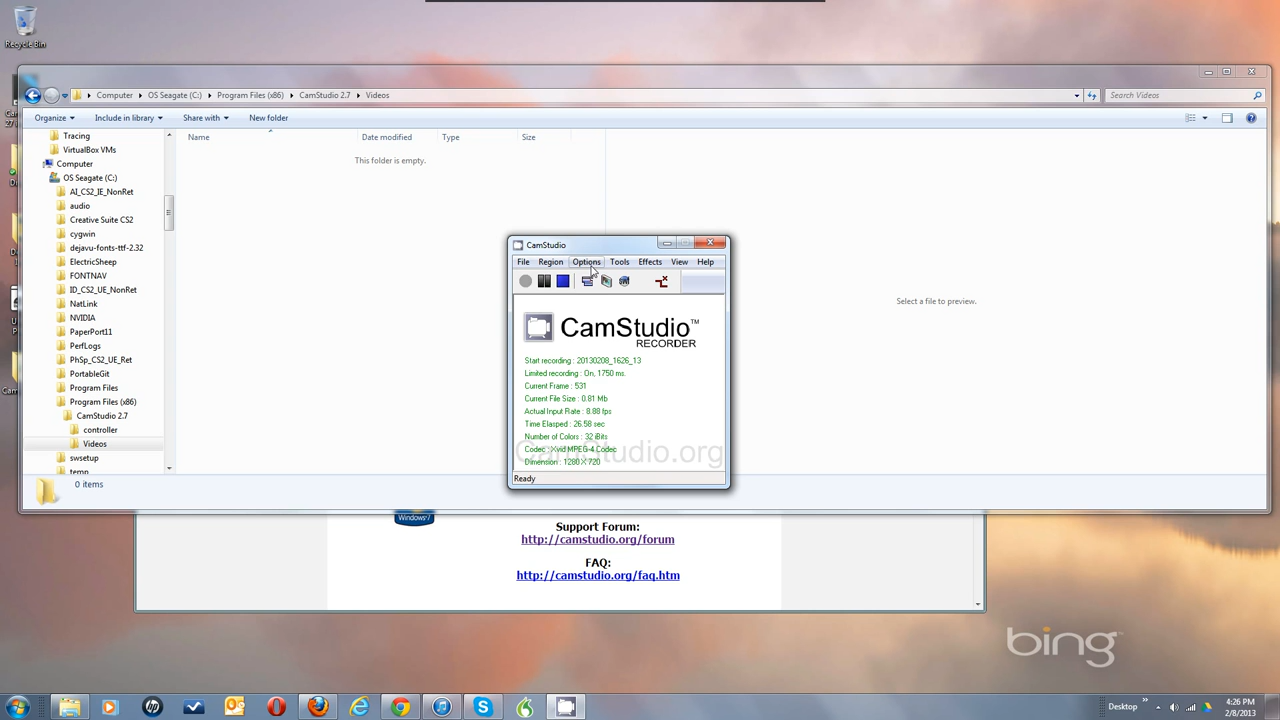 Recycle Bin
Computer
OS Seagate (C:)
Program Files (x86)
CamStudio 2.7
Videos
Search Videos
Organize
Include in library
Share with
New folder
Name
Date modified
Type
Size
This folder is empty.
Select a file to preview.
Tracing
VirtualBox VMs
Computer
OS Seagate (C:)
AI_CS2_IE_NonRet
audio
Creative Suite CS2
cygwin
dejavu-fonts-ttf-2.32
ElectricSheep
FONTNAV
ID_CS2_UE_NonRet
NatLink
NVIDIA
PaperPort11
PerfLogs
PhSp_CS2_UE_Ret
PortableGit
Program Files
Program Files (x86)
CamStudio 2.7
controller
Videos
swsetup
temp
0 items
CamStudio
File Region Options Tools Effects View Help
CamStudio™
RECORDER
Start recording : 20130208_1626_13
Limited recording : On, 1750 ms.
Current Frame : 531
Current File Size : 0.81 Mb
Actual Input Rate : 8.88 fps
Time Elasped : 26.58 sec
Number of Colors : 32 iBits
Codec : Xvid MPEG-4 Codec
Dimension : 1280 X 720
CamStudio.org
Ready
Windows7
Support Forum:
http://camstudio.org/forum
FAQ:
http://camstudio.org/faq.htm
bing™
Desktop
4:26 PM
2/8/2013